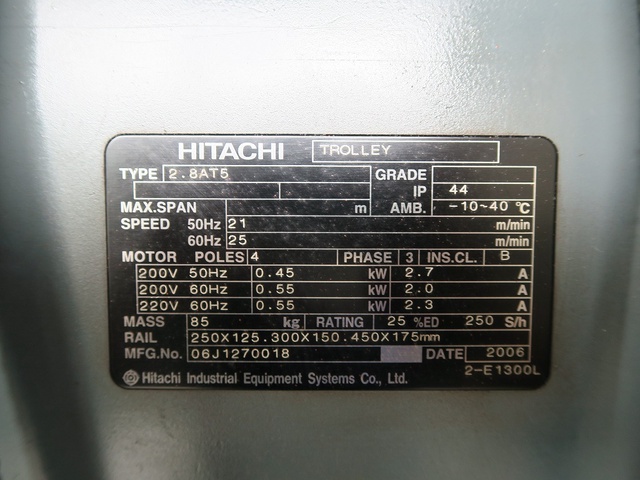 HITACHI TROLLEY
TYPE 2.8AT5 GRADE
IP 44
MAX.SPAN m AMB. -10~40 ℃
SPEED 50Hz 21 m/min
60Hz 25 m/min
MOTOR POLES 4 PHASE 3 INS.CL. B
200V 50Hz 0.45 kW 2.7 A
200V 60Hz 0.55 kW 2.0 A
220V 60Hz 0.55 kW 2.3 A
MASS 85 kg RATING 25 %ED 250 S/h
RAIL 250X125.300X150.450X175mm
MFG.No. 06J1270018 DATE 2006
2-E1300L
Hitachi Industrial Equipment Systems Co., Ltd.